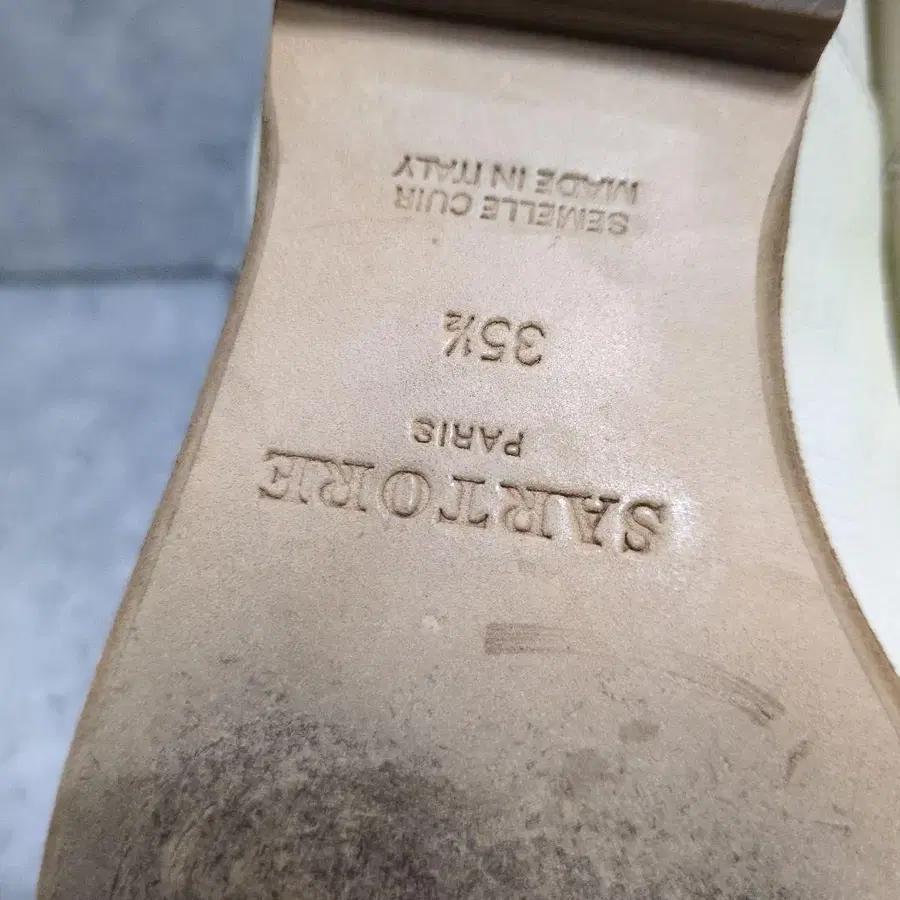 SARTORE
PARIS
35½
SEMELLE CUIR
MADE IN ITALY